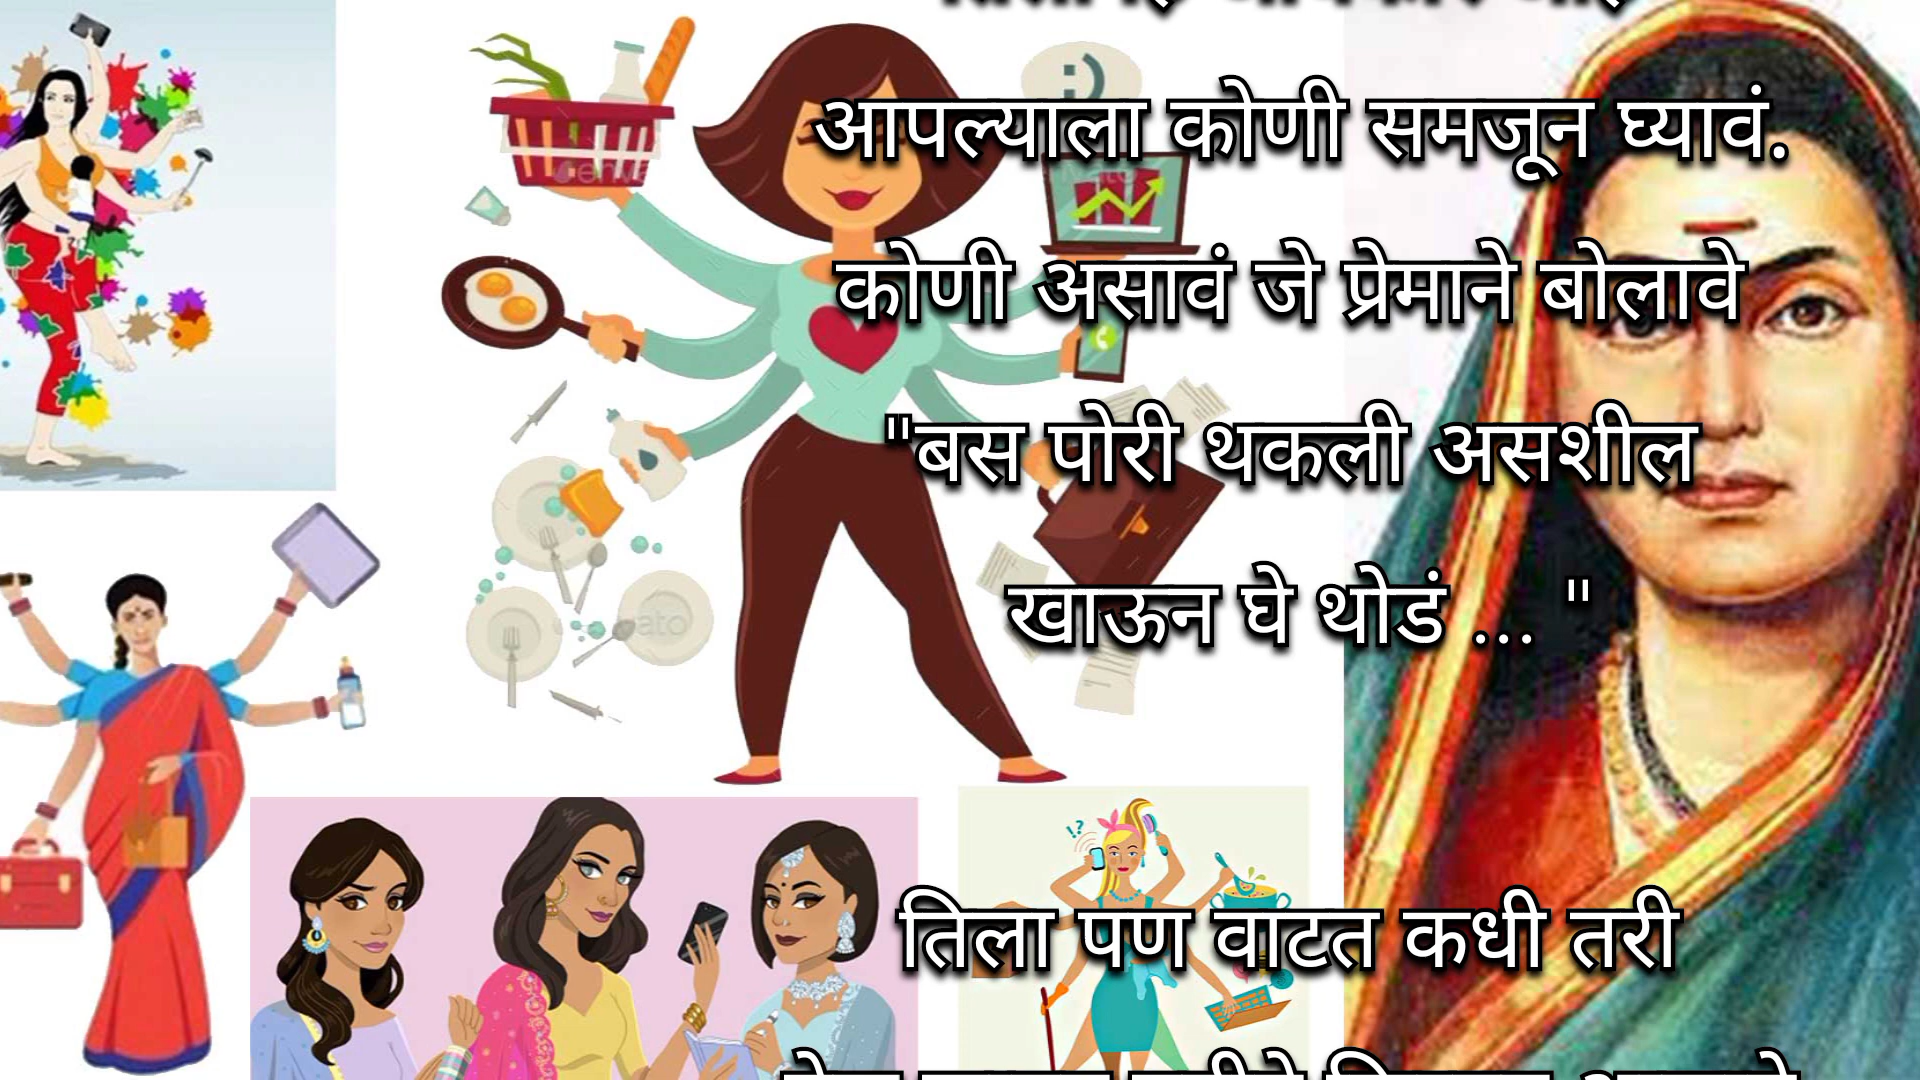 आपल्याला कोणी समजून घ्यावं.
कोणी असावं जे प्रेमाने बोलावे
"बस पोरी थकली असशील
खाऊन घे थोडं ... "
तिला पण वाटत कधी तरी